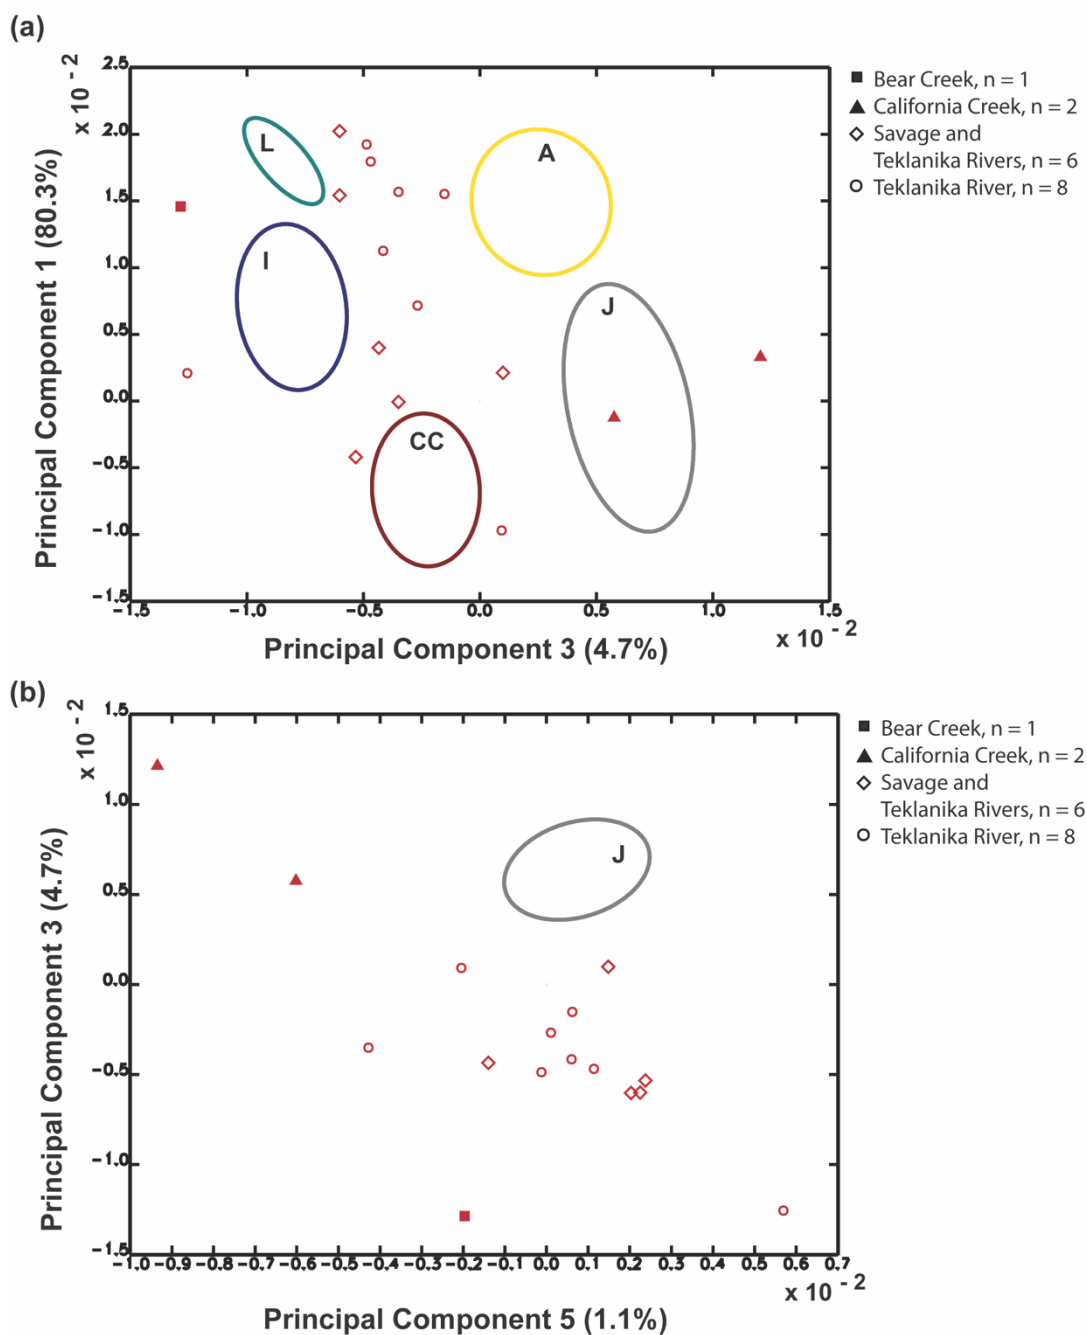 (a)
x 10 - 2
2.5
2.0
1.5
1.0
0.5
0.0
-0.5
-1.0
-1.5
Principal Component 1 (80.3%)
L
A
I
J
CC
-1.5 -1.0 -0.5 0.0 0.5 1.0 1.5
Principal Component 3 (4.7%)
x 10 - 2
Bear Creek, n = 1
California Creek, n = 2
Savage and
Teklanika Rivers, n = 6
Teklanika River, n = 8
(b)
x 10 - 2
1.5
1.0
0.5
0.0
-0.5
-1.0
-1.5
Principal Component 3 (4.7%)
J
-1.0 -0.9 -0.8 -0.7 -0.6 -0.5 -0.4 -0.3 -0.2 -0.1 0.0 0.1 0.2 0.3 0.4 0.5 0.6 0.7
Principal Component 5 (1.1%)
x 10 - 2
Bear Creek, n = 1
California Creek, n = 2
Savage and
Teklanika Rivers, n = 6
Teklanika River, n = 8